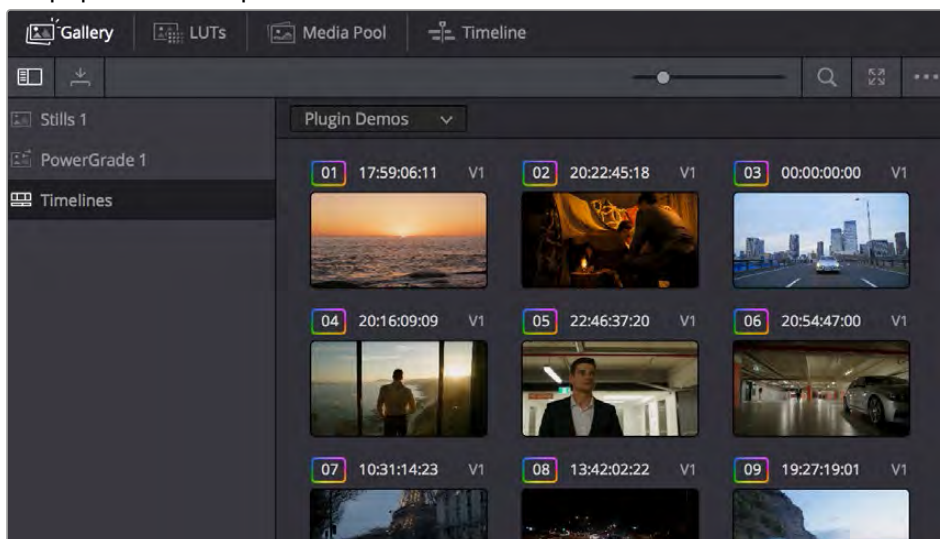 Gallery LUTs Media Pool Timeline
Stills 1
PowerGrade 1
Timelines
Plugin Demos
01 17:59:06:11 V1 02 20:22:45:18 V1 03 00:00:00:00 V1
04 20:16:09:09 V1 05 22:46:37:20 V1 06 20:54:47:00 V1
07 10:31:14:23 V1 08 13:42:02:22 V1 09 19:27:19:01 V1